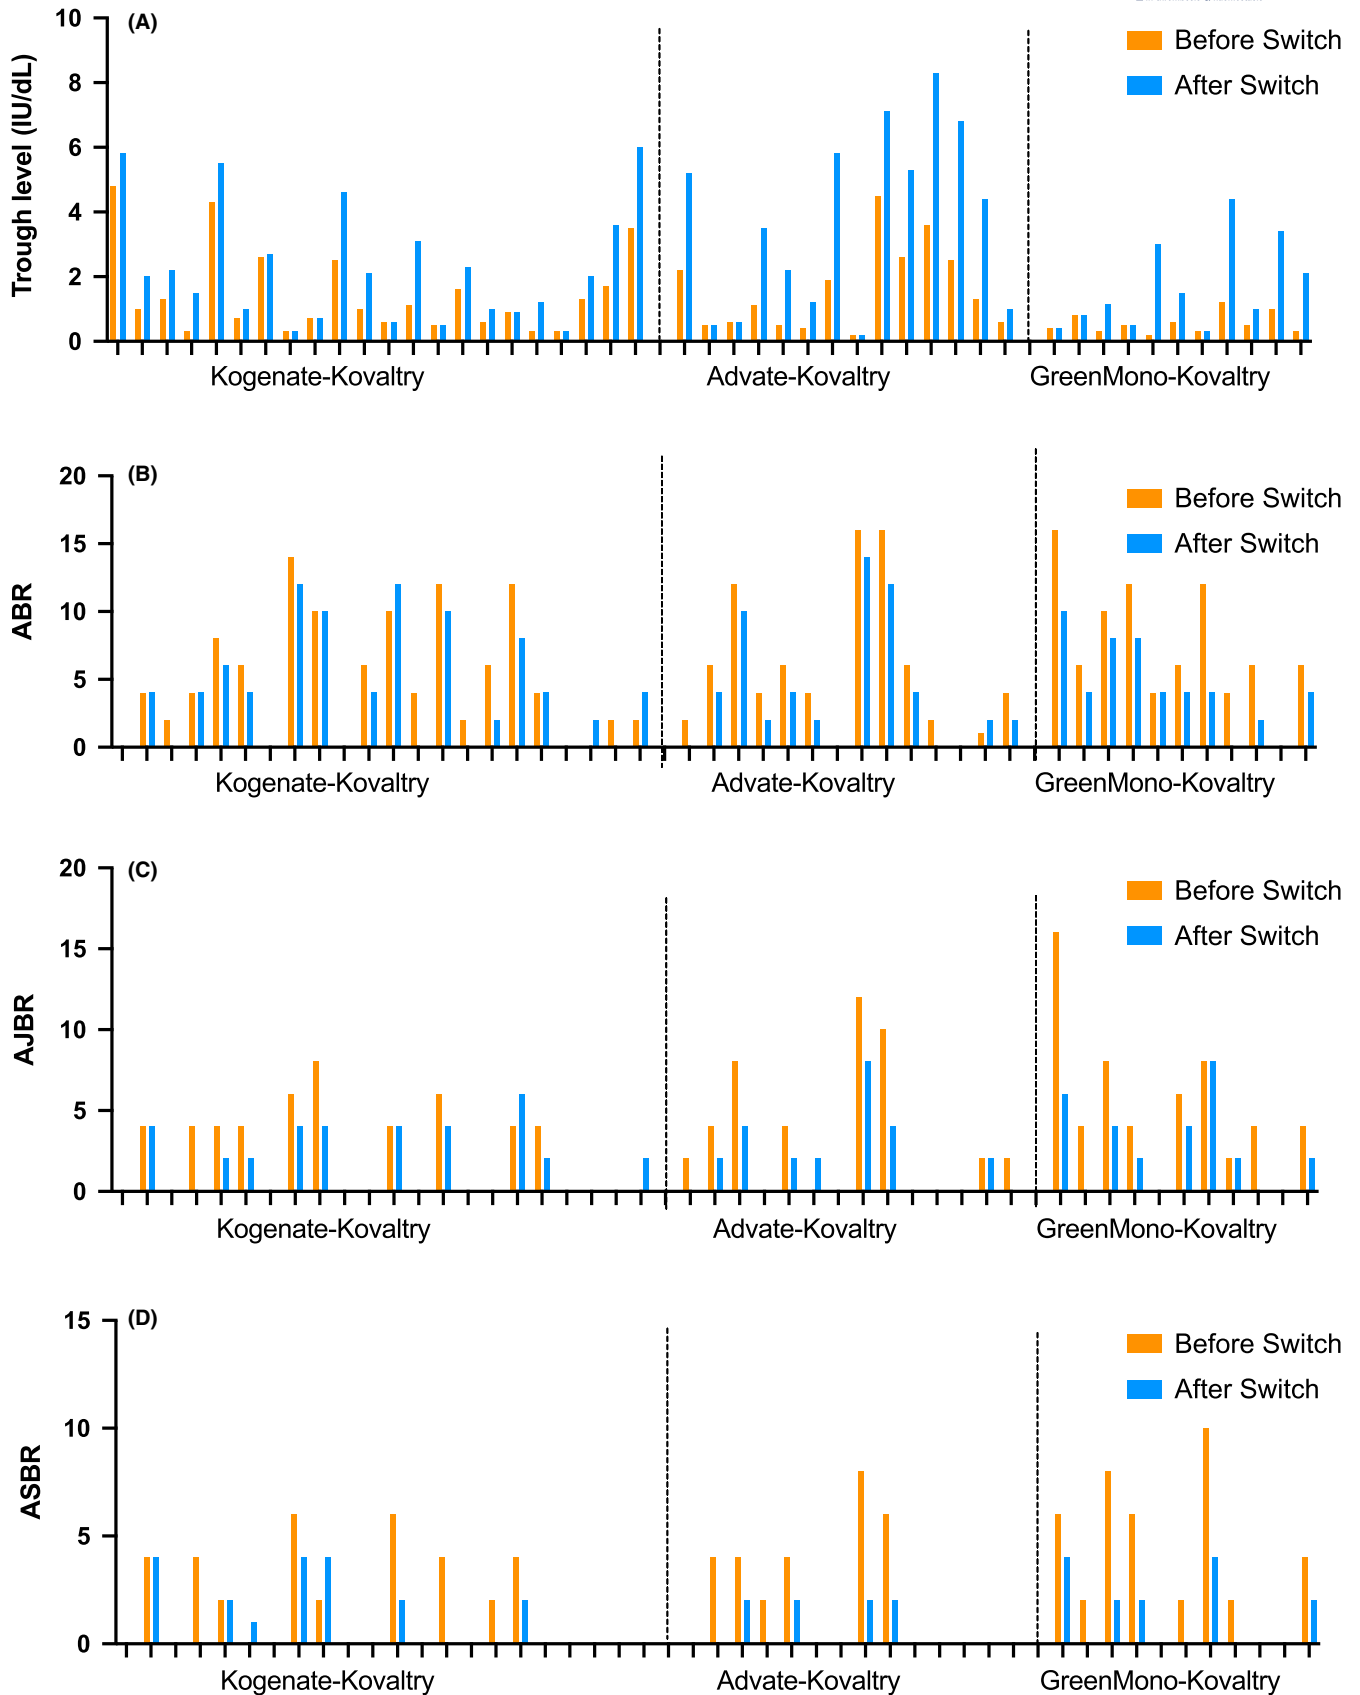 (A)
Before Switch
After Switch
Trough level (IU/dL)
10
8
6
4
2
0
Kogenate-Kovaltry
Advate-Kovaltry
GreenMono-Kovaltry
(B)
Before Switch
After Switch
ABR
20
15
10
5
0
Kogenate-Kovaltry
Advate-Kovaltry
GreenMono-Kovaltry
(C)
Before Switch
After Switch
AJBR
20
15
10
5
0
Kogenate-Kovaltry
Advate-Kovaltry
GreenMono-Kovaltry
(D)
Before Switch
After Switch
ASBR
15
10
5
0
Kogenate-Kovaltry
Advate-Kovaltry
GreenMono-Kovaltry